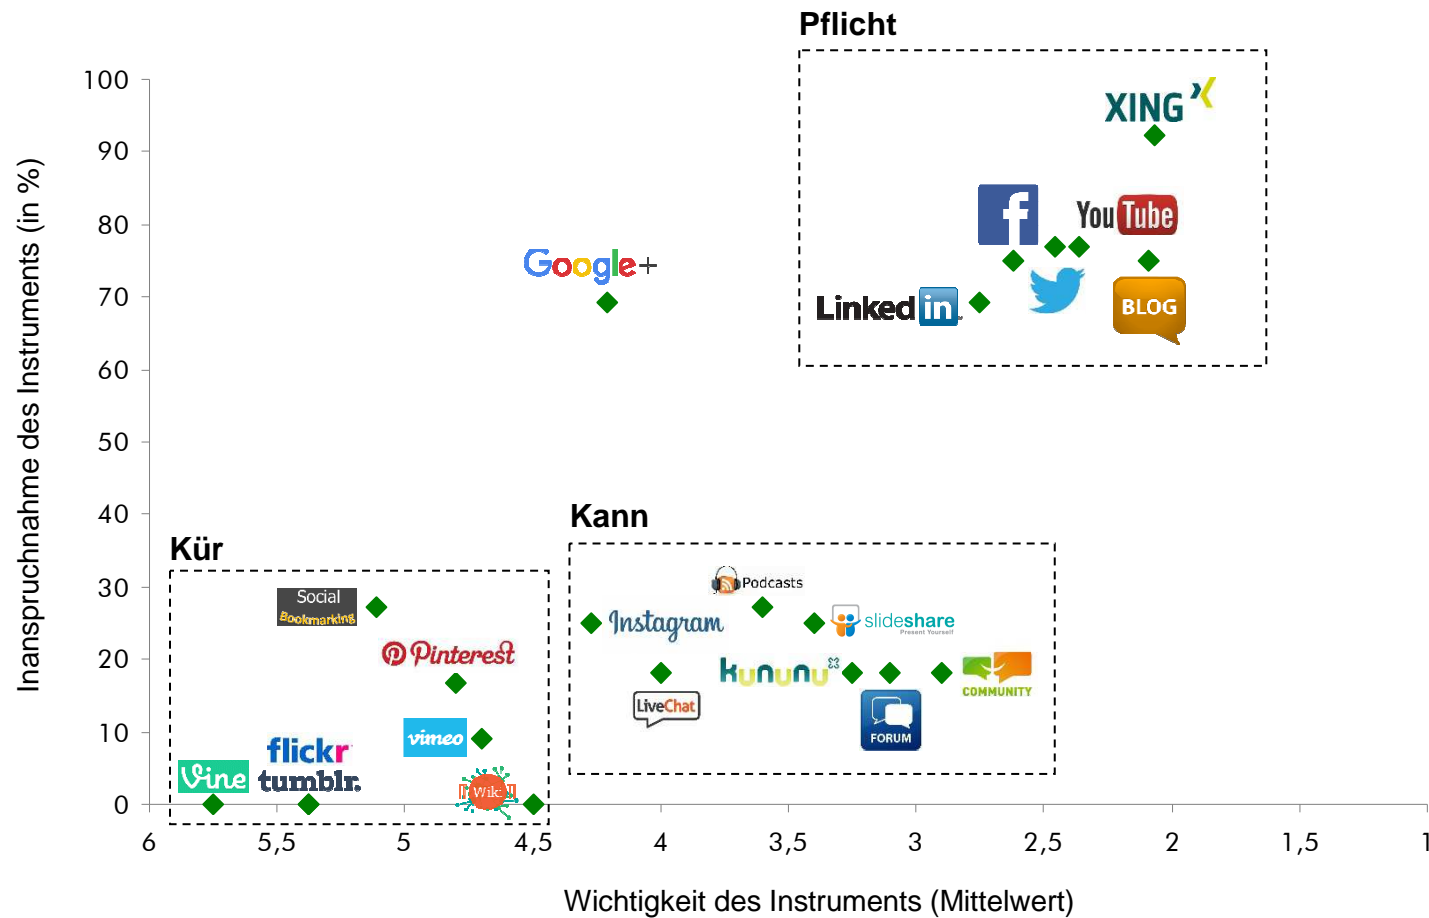 Pflicht
100
90
80
70
60
50
40
30
20
10
0
Inanspruchnahme des Instruments (in %)
XING
f
YouTube
Google+
LinkedIn
BLOG
Kann
Kür
Podcasts
Social
Bookmarking
Instagram
slideshare
Present Yourself
Pinterest
kununu
COMMUNITY
LiveChat
FORUM
vimeo
flickr
Vine
tumblr.
Wiki
6
5,5
5
4,5
4
3,5
3
2,5
2
1,5
1
Wichtigkeit des Instruments (Mittelwert)